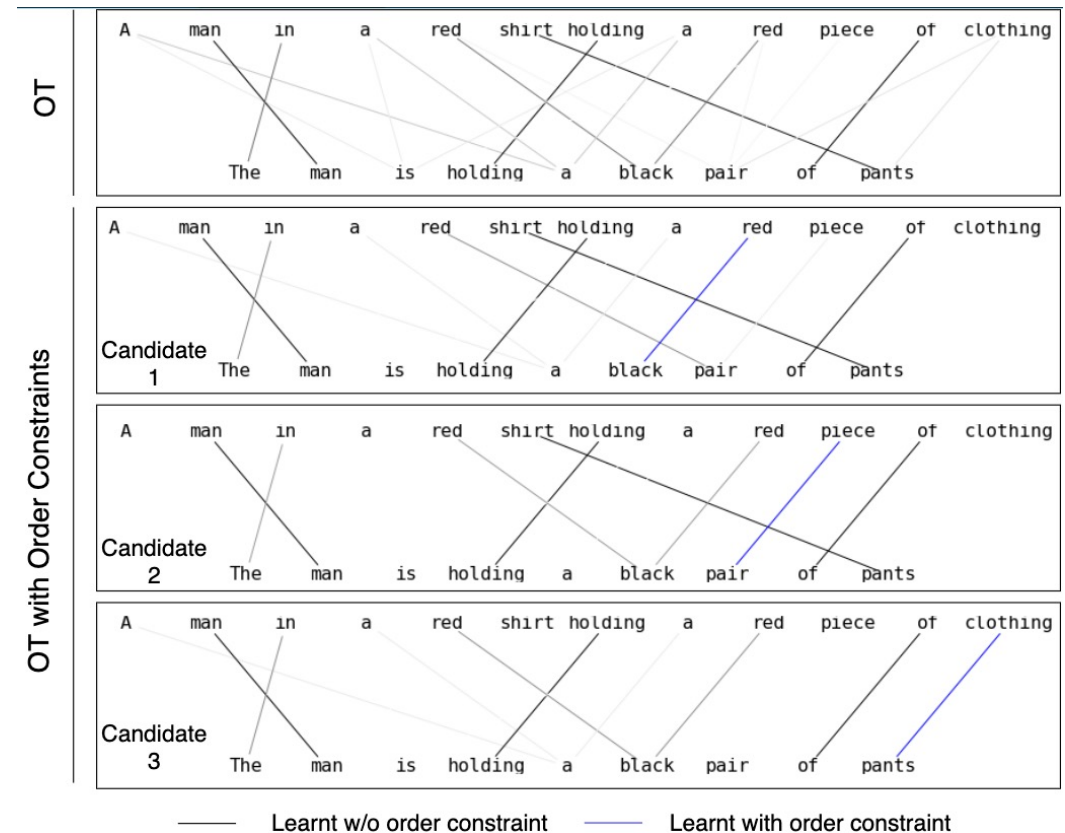 OT
A man in a red shirt holding a red piece of clothing
The man is holding a black pair of pants
OT with Order Constraints
A man in a red shirt holding a red piece of clothing
Candidate
1
The man is holding a black pair of pants
A man in a red shirt holding a red piece of clothing
Candidate
2
The man is holding a black pair of pants
A man in a red shirt holding a red piece of clothing
Candidate
3
The man is holding a black pair of pants
Learnt w/o order constraint
Learnt with order constraint